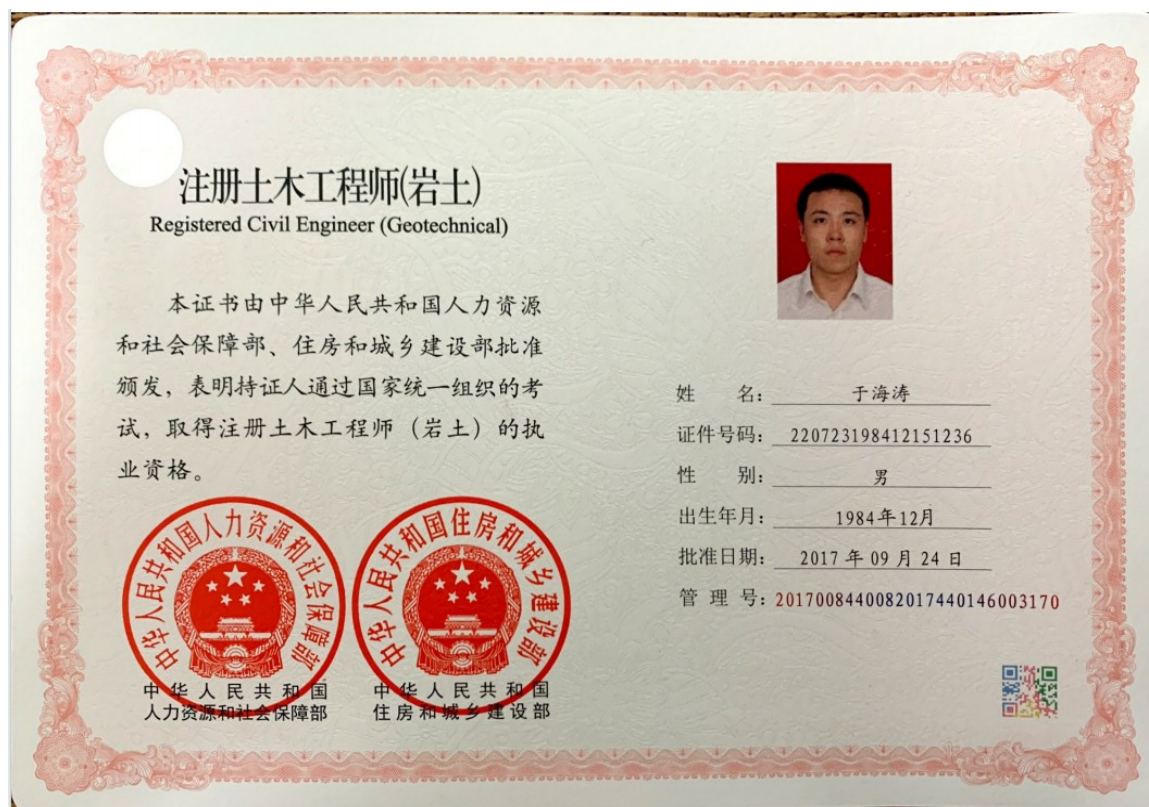 注册土木工程师(岩土)
Registered Civil Engineer (Geotechnical)
本证书由中华人民共和国人力资源
和社会保障部、住房和城乡建设部批准
颁发，表明持证人通过国家统一组织的考
试，取得注册土木工程师（岩土）的执
业资格。
中华人民共和国人力资源和社会保障部
中华人民共和国住房和城乡建设部
中华人民共和国
人力资源和社会保障部
中华人民共和国
住房和城乡建设部
姓 名：于海涛
证件号码：220723198412151236
性 别：男
出生年月：1984年12月
批准日期：2017 年 09 月 24 日
管 理 号：2017008440082017440146003170